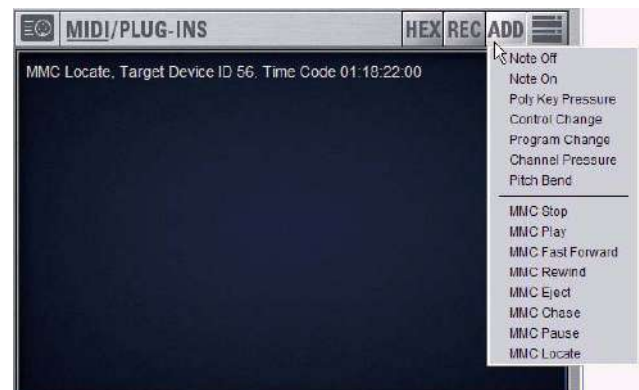 MIDI/PLUG-INS
HEX REC ADD
MMC Locate, Target Device ID 56, Time Code 01:18:22:00
Note Off
Note On
Poly Key Pressure
Control Change
Program Change
Channel Pressure
Pitch Bend
MMC Stop
MMC Play
MMC Fast Forward
MMC Rewind
MMC Eject
MMC Chase
MMC Pause
MMC Locate